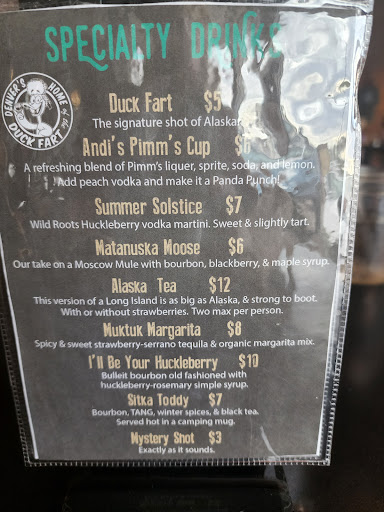 SPECIALTY DRINKS
DENVER'S HOME of the DUCK FART
Duck Fart $5
The signature shot of Alaska
Andi's Pimm's Cup $6
A refreshing blend of Pimm's liquer, sprite, soda, and lemon.
Add peach vodka and make it a Panda Punch!
Summer Solstice $7
Wild Roots Huckleberry vodka martini. Sweet & slightly tart.
Matanuska Moose $6
Our take on a Moscow Mule with bourbon, blackberry, & maple syrup.
Alaska Tea $12
This version of a Long Island is as big as Alaska, & strong to boot.
With or without strawberries. Two max per person.
Muktuk Margarita $8
Spicy & sweet strawberry-serrano tequila & organic margarita mix.
I'll Be Your Huckleberry $10
Bulleit bourbon old fashioned with
huckleberry-rosemary simple syrup.
Sitka Toddy $7
Bourbon, TANG, winter spices, & black tea.
Served hot in a camping mug.
Mystery Shot $3
Exactly as it sounds.